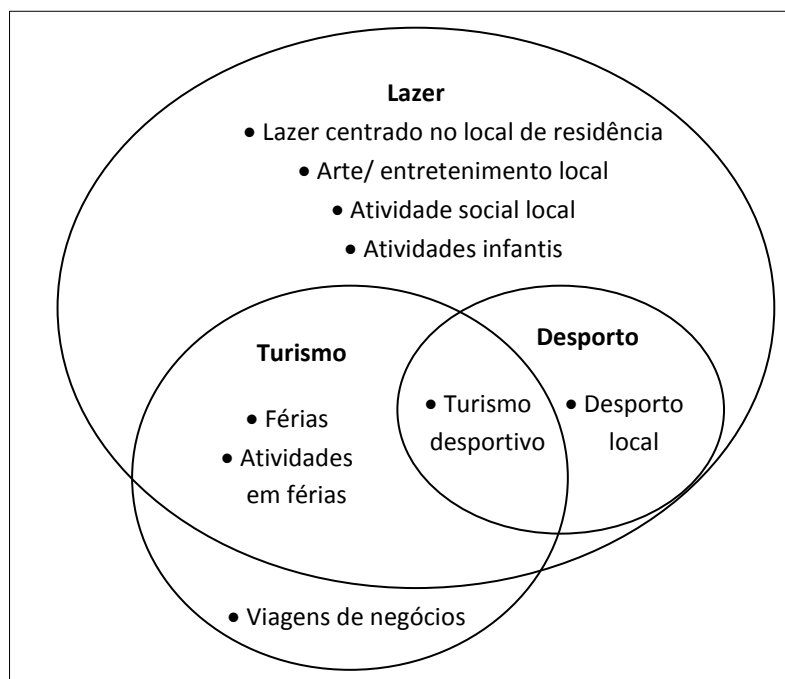 Lazer
• Lazer centrado no local de residência
• Arte/ entretenimento local
• Atividade social local
• Atividades infantis
Turismo
• Férias
• Atividades
em férias
Desporto
• Turismo
desportivo
• Desporto
local
• Viagens de negócios